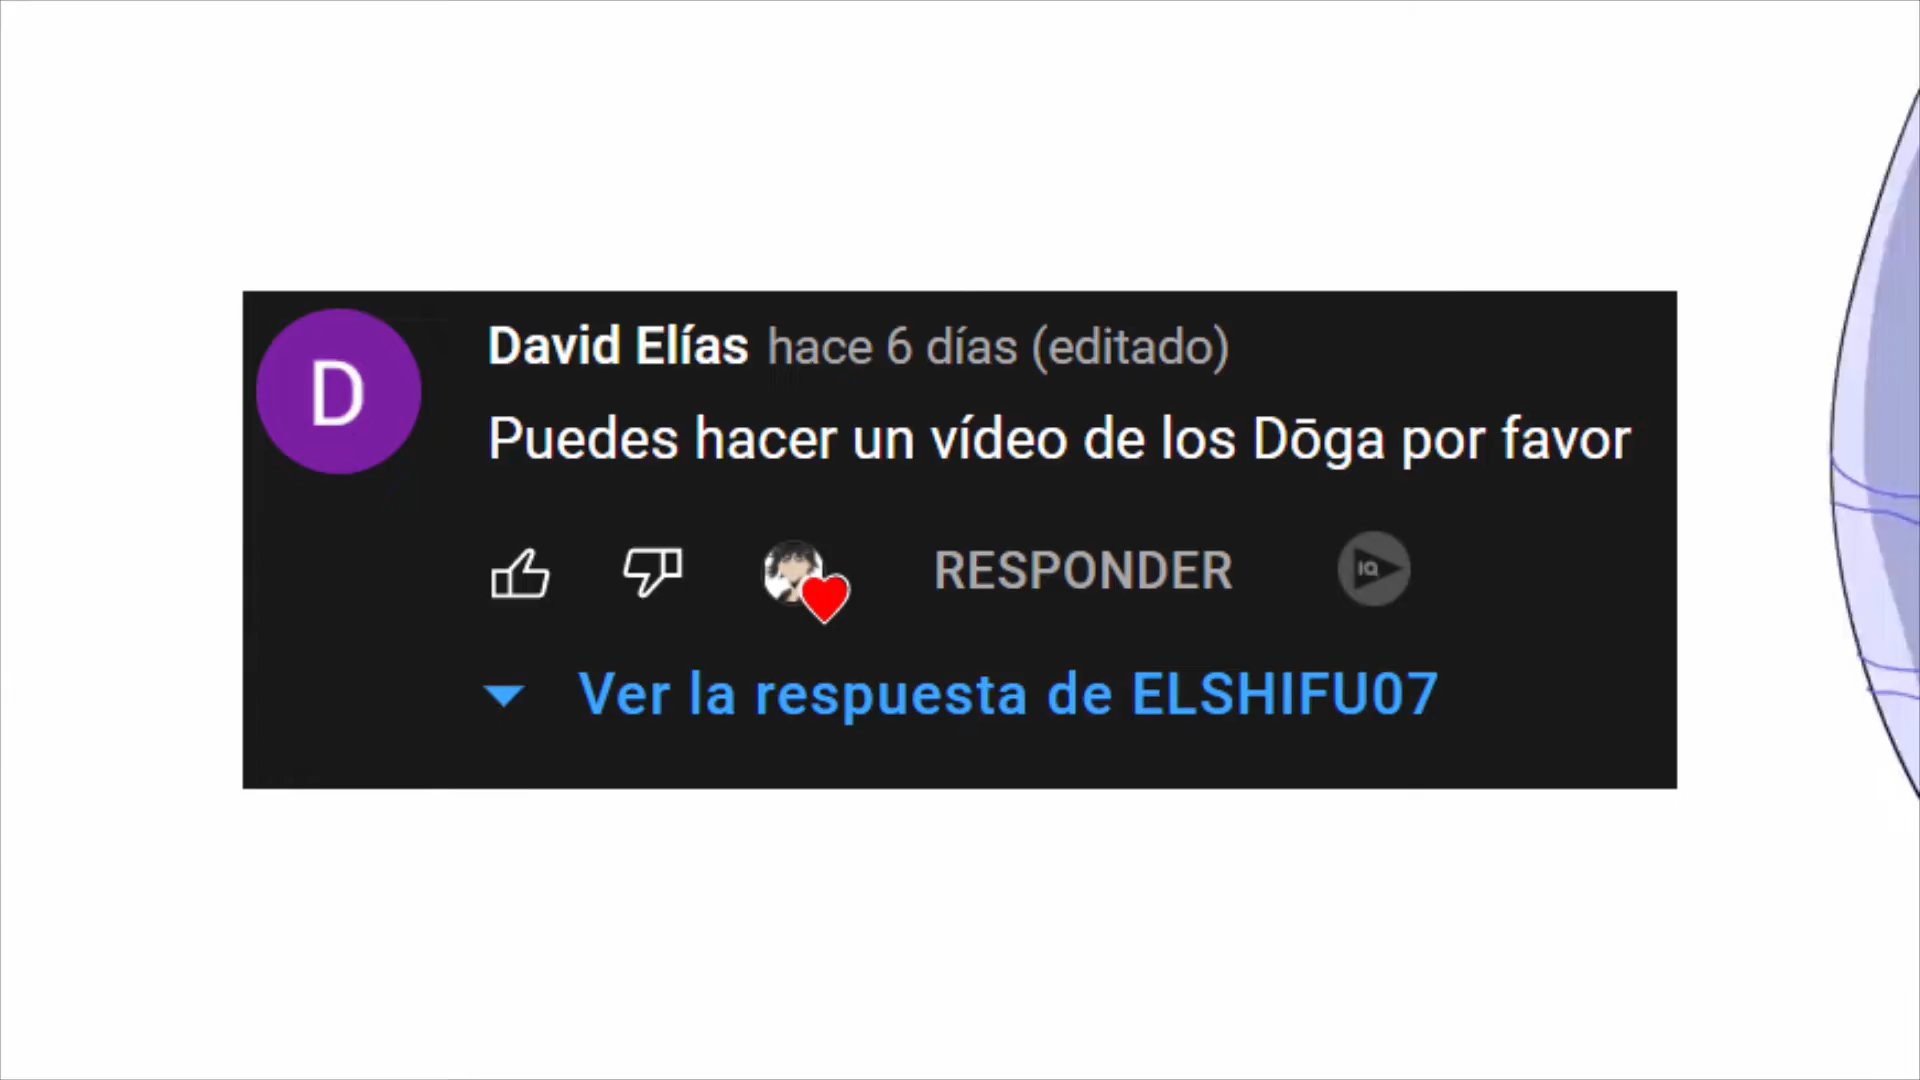 D
David Elías hace 6 días (editado)
Puedes hacer un vídeo de los Dōga por favor
RESPONDER
IQ
Ver la respuesta de ELSHIFU07